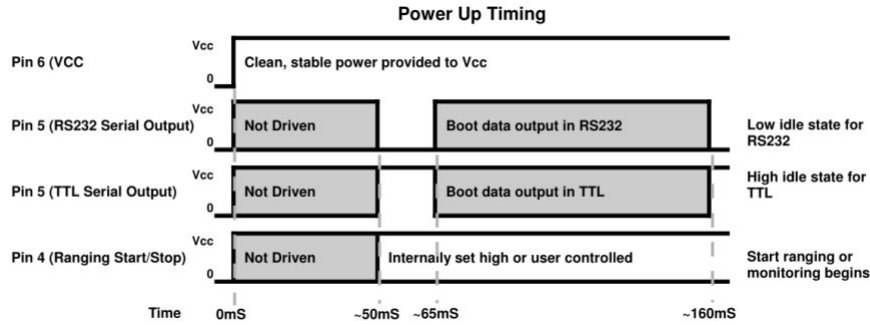 Power Up Timing
Vcc
Pin 6 (VCC
Clean, stable power provided to Vcc
0
Vcc
Pin 5 (RS232 Serial Output)
Not Driven
Boot data output in RS232
Low idle state for
RS232
0
Vcc
Pin 5 (TTL Serial Output)
Not Driven
Boot data output in TTL
High idle state for
TTL
0
Vcc
Pin 4 (Ranging Start/Stop)
Not Driven
Internally set high or user controlled
Start ranging or
monitoring begins
0
Time 0mS ~50mS ~65mS ~160mS